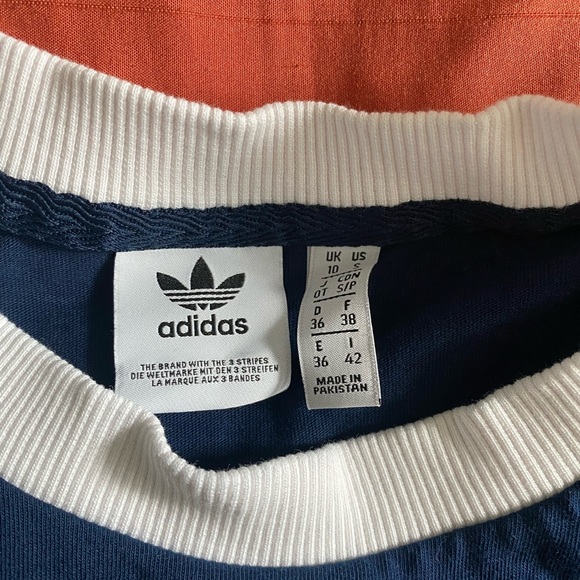 adidas
THE BRAND WITH THE 3 STRIPES
DIE WELTMARKE MIT DEN 3 STREIFEN
LA MARQUE AUX 3 BANDES
UK US
10 S
J CDN
OT S/P
D F
36 38
E I
36 42
MADE IN
PAKISTAN